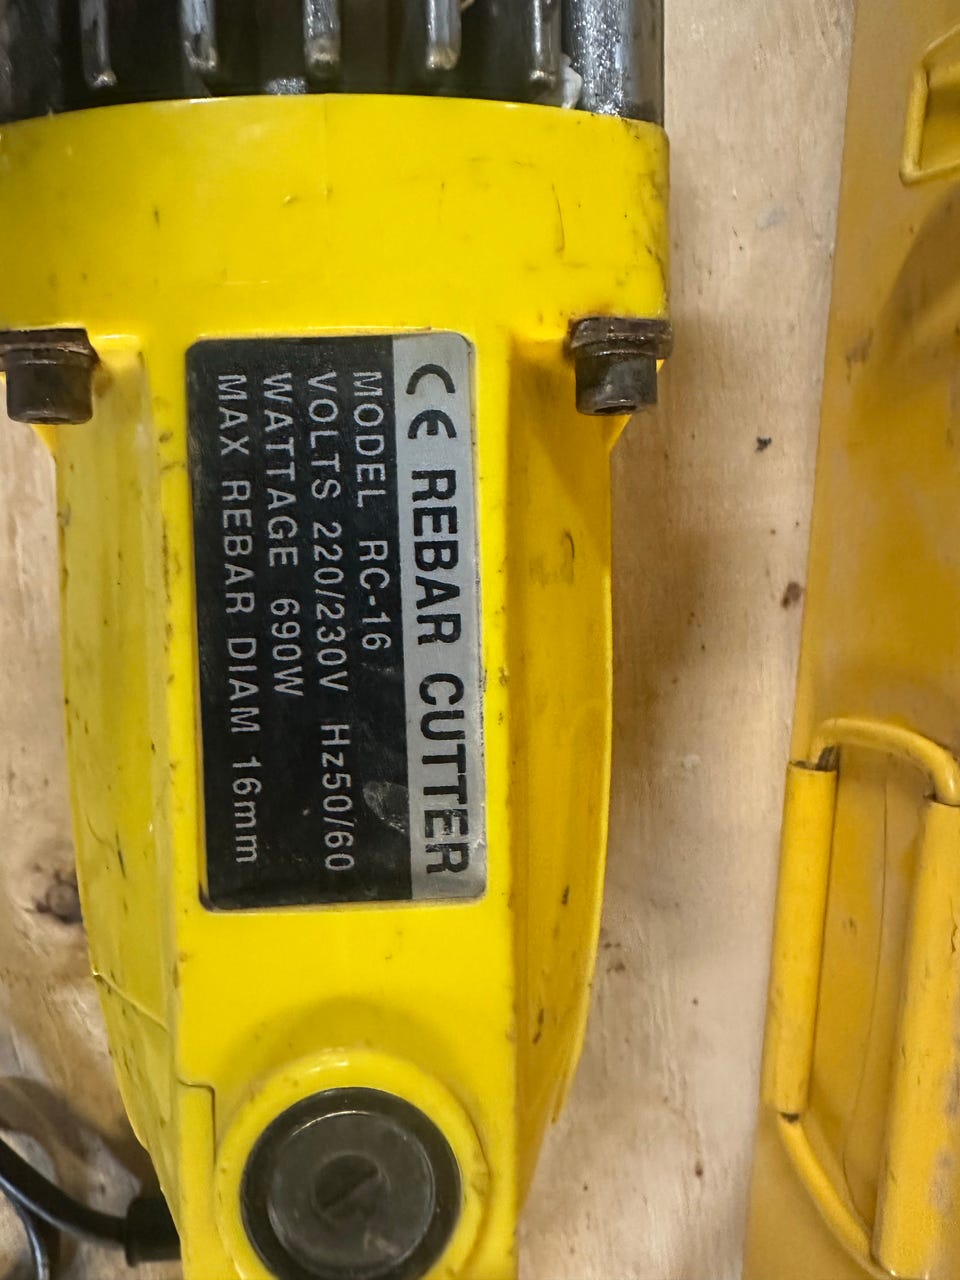 CE REBAR CUTTER
MODEL RC-16
VOLTS 220/230V Hz50/60
WATTAGE 690W
MAX REBAR DIAM 16mm